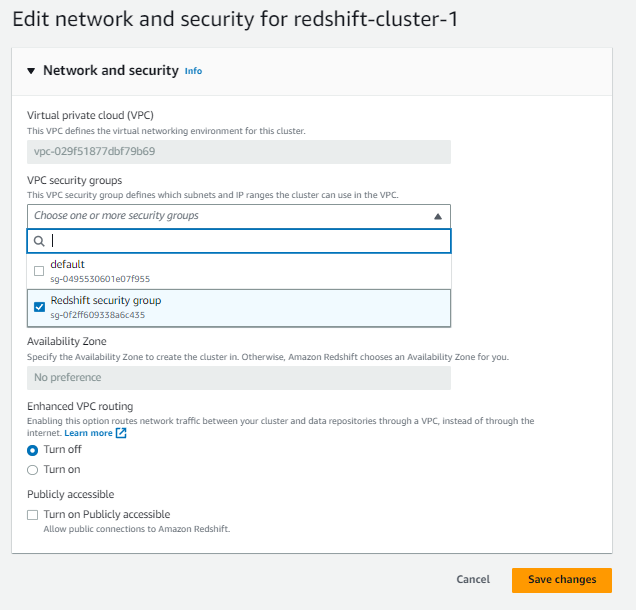 Edit network and security for redshift-cluster-1
Network and security Info
Virtual private cloud (VPC)
This VPC defines the virtual networking environment for this cluster.
vpc-029f51877dbf79b69
VPC security groups
This VPC security group defines which subnets and IP ranges the cluster can use in the VPC.
Choose one or more security groups
default
sg-0495530601e07f955
Redshift security group
sg-0f2ff609338a6c435
Availability Zone
Specify the Availability Zone to create the cluster in. Otherwise, Amazon Redshift chooses an Availability Zone for you.
No preference
Enhanced VPC routing
Enabling this option routes network traffic between your cluster and data repositories through a VPC, instead of through the
internet. Learn more
Turn off
Turn on
Publicly accessible
Turn on Publicly accessible
Allow public connections to Amazon Redshift.
Cancel
Save changes